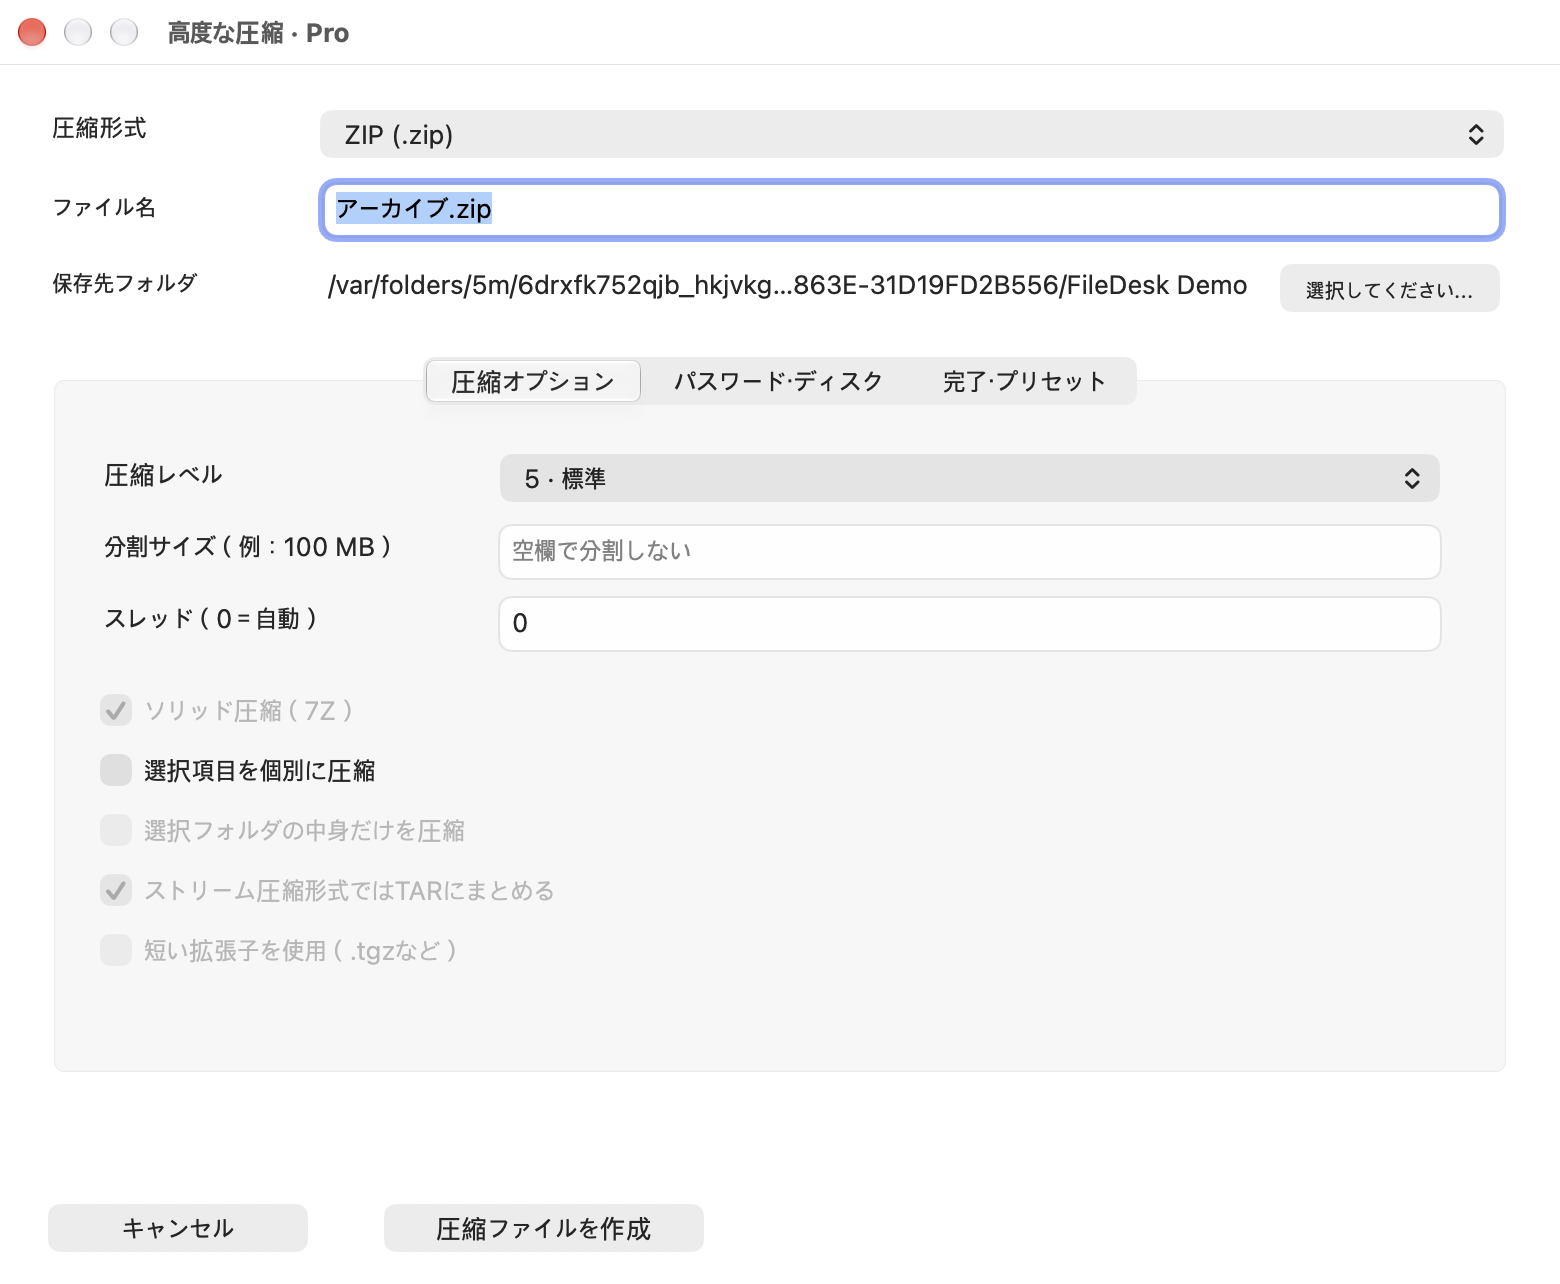 高度な圧縮 · Pro
圧縮形式
ZIP (.zip)
ファイル名
アーカイブ.zip
保存先フォルダ
/var/folders/5m/6drxfk752qjb_hkjvkg...863E-31D19FD2B556/FileDesk Demo
選択してください...
圧縮オプション
パスワード·ディスク
完了·プリセット
圧縮レベル
5 · 標準
分割サイズ（例：100 MB）
空欄で分割しない
スレッド（0＝自動）
0
ソリッド圧縮（7Z）
選択項目を個別に圧縮
選択フォルダの中身だけを圧縮
ストリーム圧縮形式ではTARにまとめる
短い拡張子を使用（.tgzなど）
キャンセル
圧縮ファイルを作成